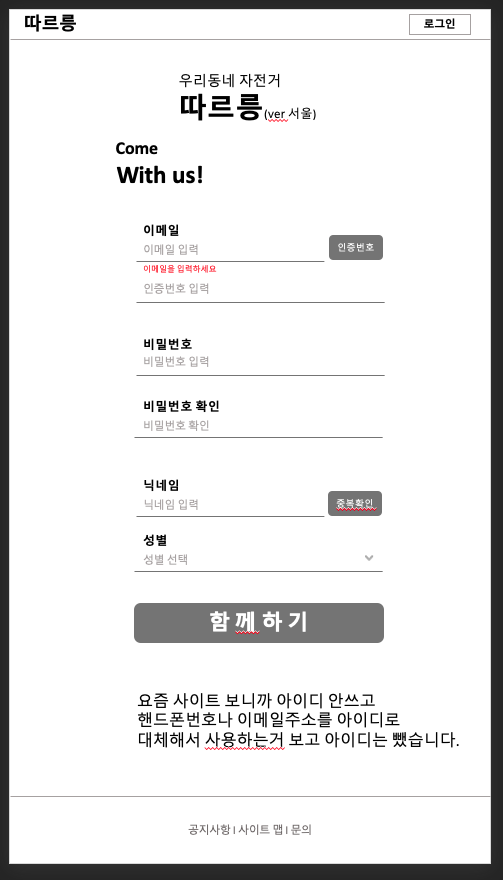 따르릉
로그인
우리동네 자전거
따르릉(ver 서울)
Come
With us!
이메일
이메일 입력
인증번호
이메일을 입력하세요
인증번호 입력
비밀번호
비밀번호 입력
비밀번호 확인
비밀번호 확인
닉네임
닉네임 입력
중복확인
성별
성별 선택
함 께 하 기
요즘 사이트 보니까 아이디 안쓰고
핸드폰번호나 이메일주소를 아이디로
대체해서 사용하는거 보고 아이디는 뺐습니다.
공지사항 I 사이트 맵 I 문의